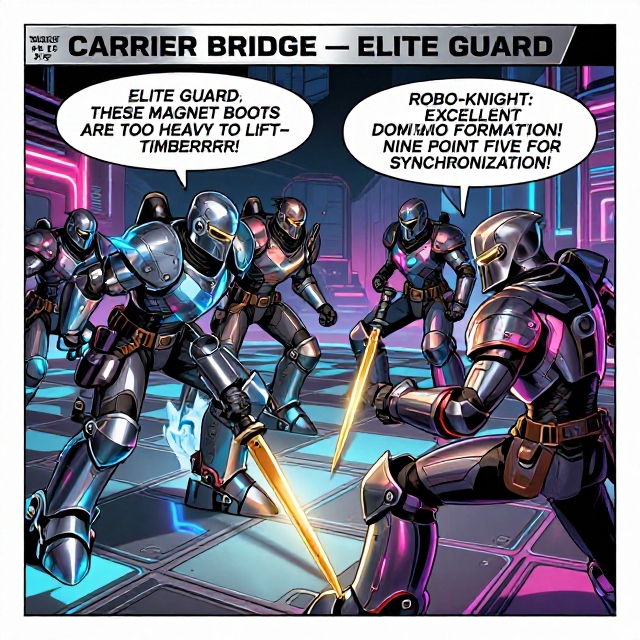 CARRIER BRIDGE — ELITE GUARD
ELITE GUARD:
THESE MAGNET BOOTS
ARE TOO HEAVY TO LIFT—
TIMBERRRR!
ROBO-KNIGHT:
EXCELLENT
FORMATION!
NINE POINT FIVE FOR
SYNCHRONIZATION!